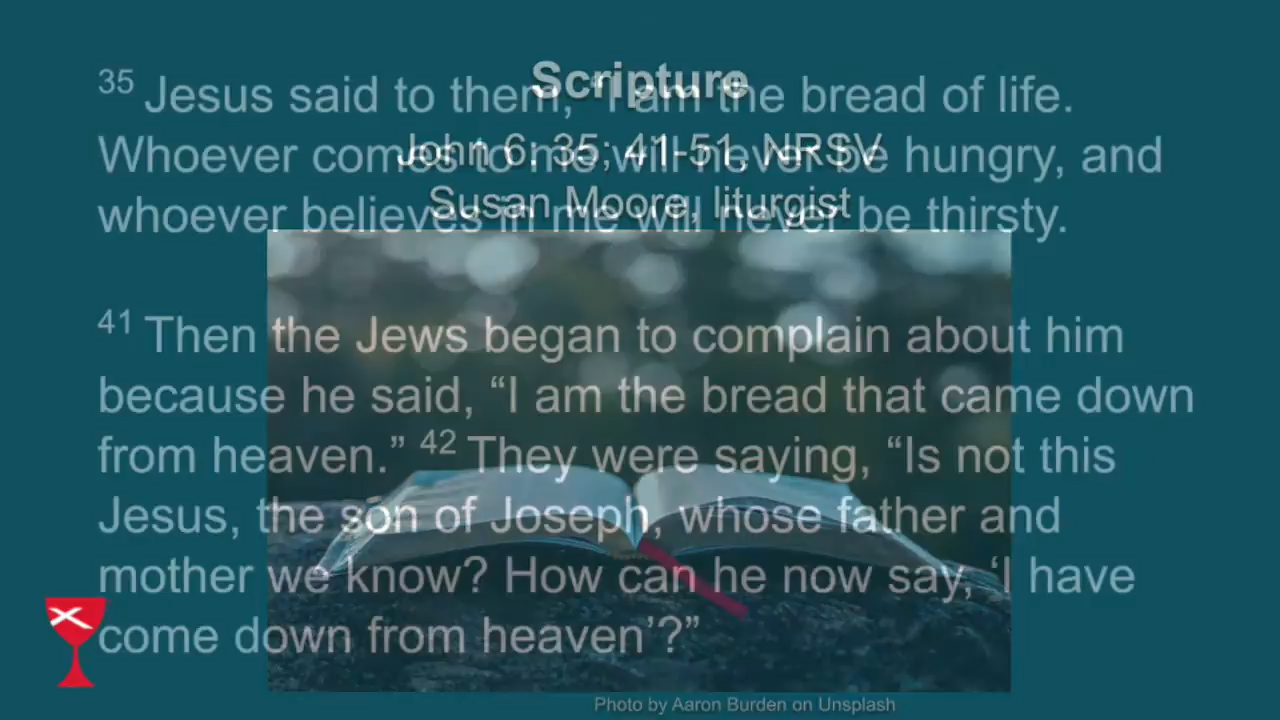 Scripture
John 6: 35; 41-51, NRSV
Susan Moore, liturgist
35 Jesus said to them, “I am the bread of life.
Whoever comes to me will never be hungry, and
whoever believes in me will never be thirsty.
41 Then the Jews began to complain about him
because he said, “I am the bread that came down
from heaven.” 42 They were saying, “Is not this
Jesus, the son of Joseph, whose father and
mother we know? How can he now say, ‘I have
come down from heaven’?”
Photo by Aaron Burden on Unsplash